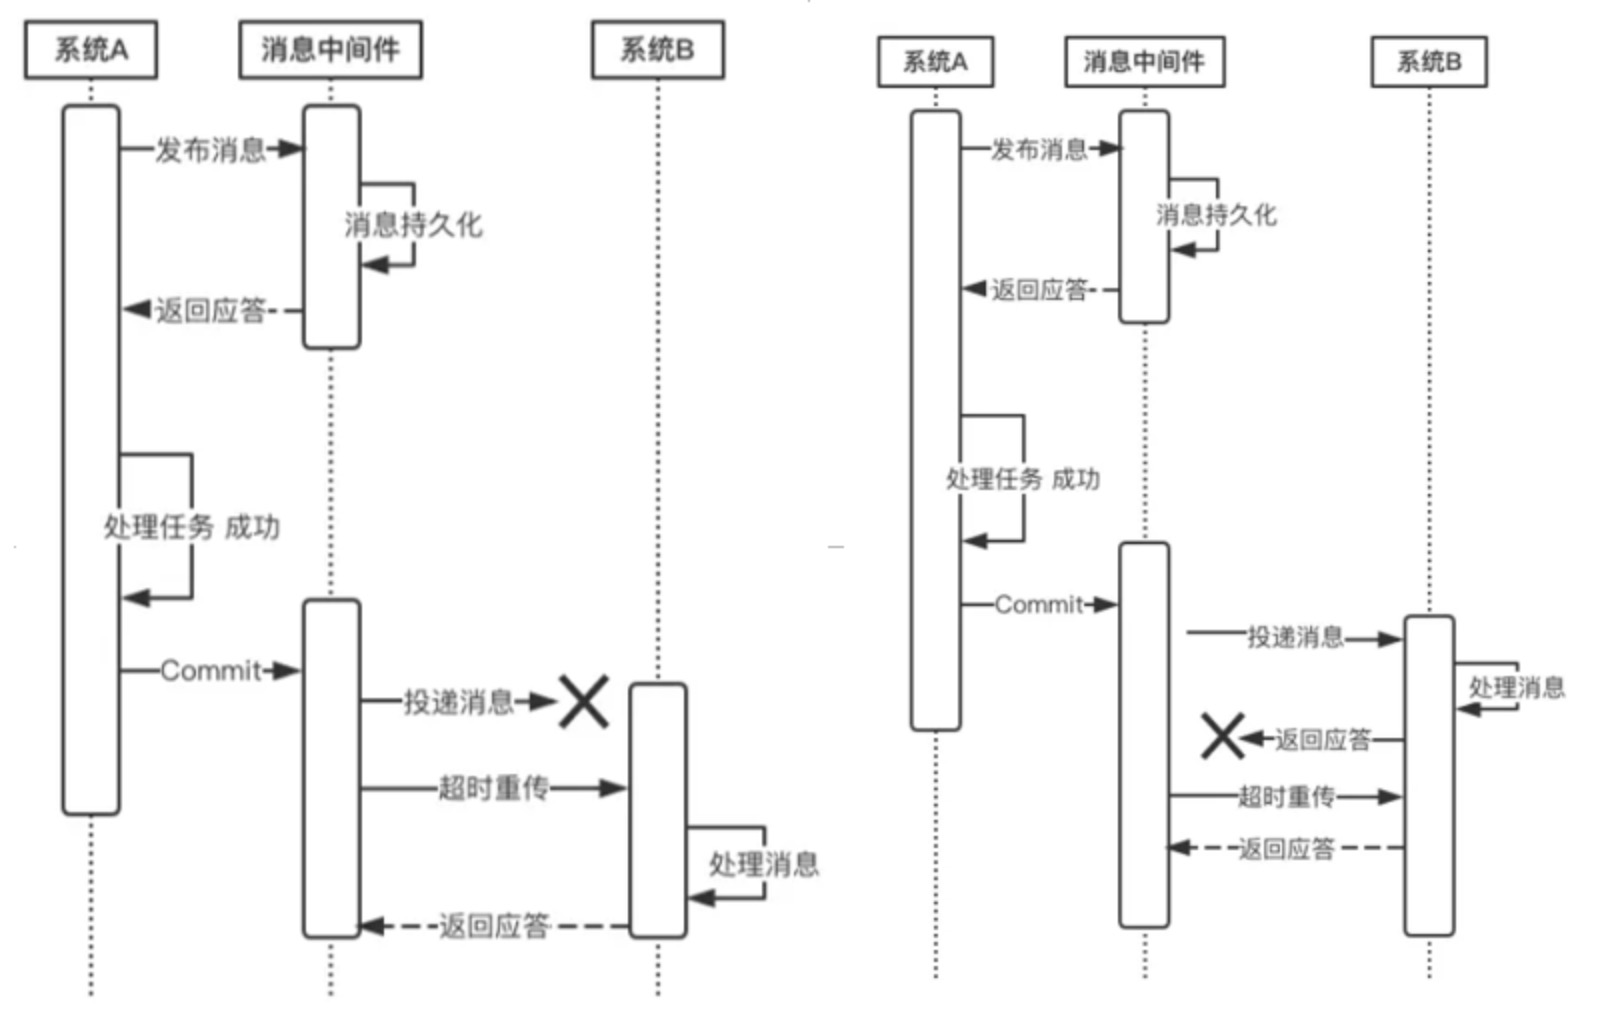 系统A
消息中间件
系统B
发布消息
消息持久化
返回应答
处理任务 成功
Commit
投递消息
超时重传
处理消息
返回应答
系统A
消息中间件
系统B
发布消息
消息持久化
返回应答
处理任务 成功
Commit
投递消息
处理消息
返回应答
超时重传
返回应答